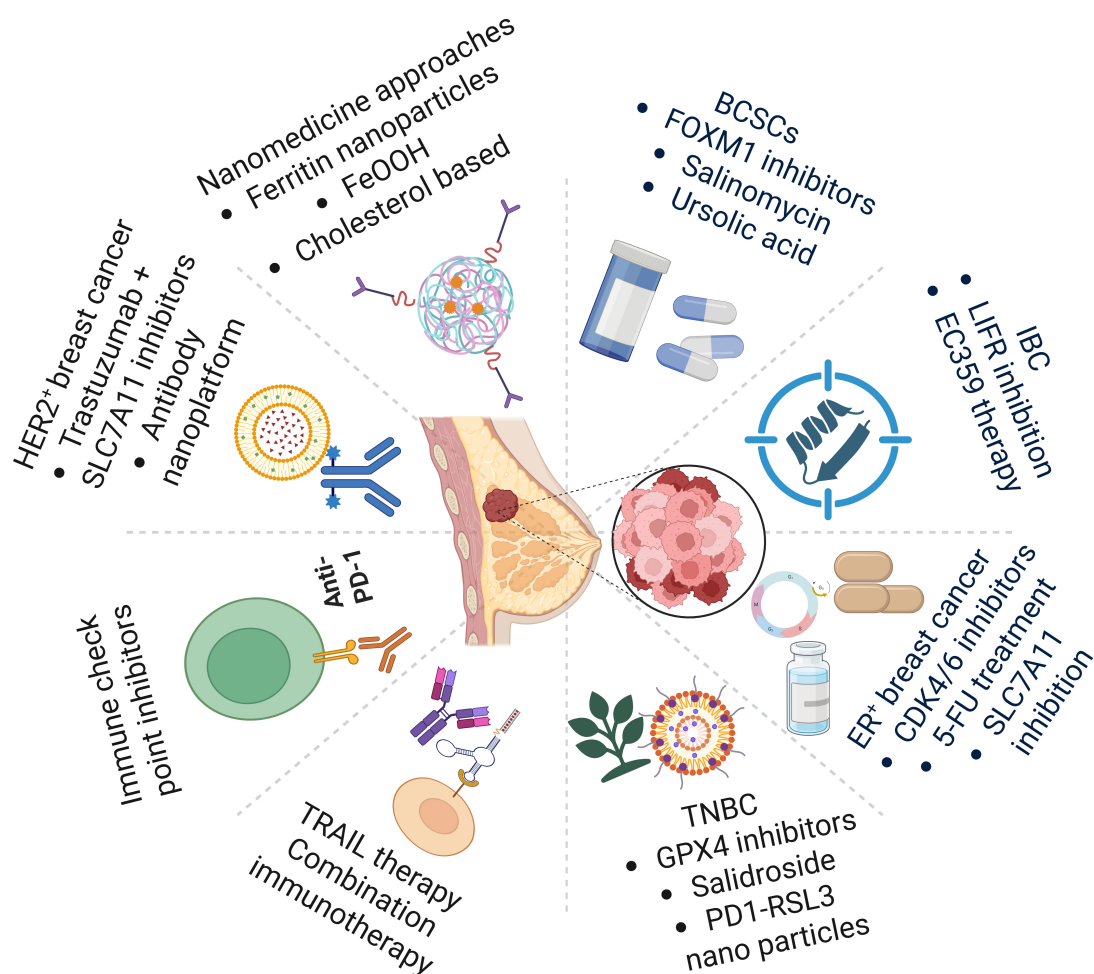 Nanomedicine approaches
• Ferritin nanoparticles
• FeOOH
• Cholesterol based
BCSCs
• FOXM1 inhibitors
• Salinomycin
• Ursolic acid
IBC
• LIFR inhibition
• EC359 therapy
ER⁺ breast cancer
• CDK4/6 inhibitors
• 5-FU treatment
• SLC7A11
inhibition
TNBC
• GPX4 inhibitors
• Salidroside
• PD1-RSL3
nano particles
TRAIL therapy
Combination
immunotherapy
Immune check
point inhibitors
Anti-
PD-1
HER2⁺ breast cancer
• Trastuzumab +
SLC7A11 inhibitors
• Antibody
nanoplatform